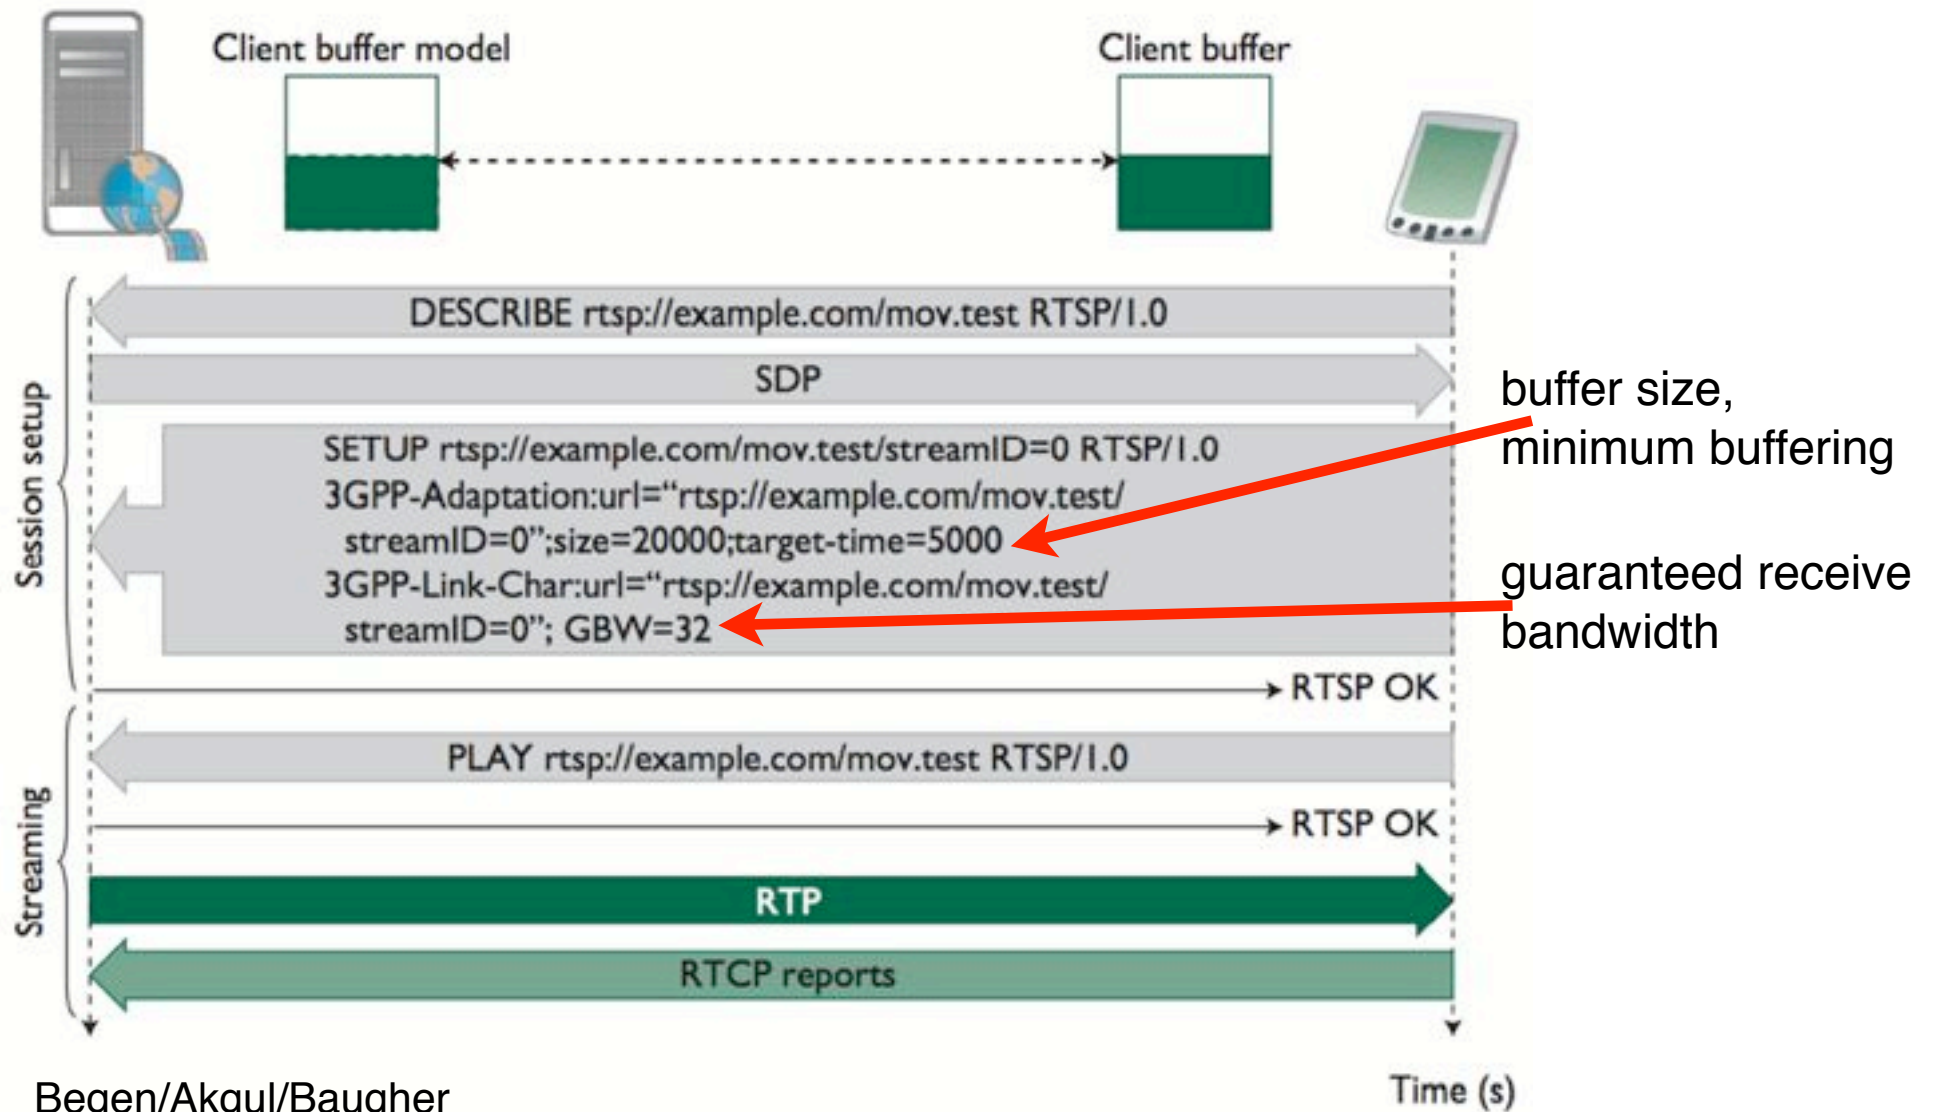 Client buffer model
Client buffer
DESCRIBE rtsp://example.com/mov.test RTSP/1.0
SDP
Session setup
SETUP rtsp://example.com/mov.test/streamID=0 RTSP/1.0
3GPP-Adaptation:url=“rtsp://example.com/mov.test/
streamID=0”;size=20000;target-time=5000
3GPP-Link-Char:url=“rtsp://example.com/mov.test/
streamID=0”; GBW=32
buffer size,
minimum buffering
guaranteed receive
bandwidth
RTSP OK
PLAY rtsp://example.com/mov.test RTSP/1.0
RTSP OK
Streaming
RTP
RTCP reports
Time (s)
Begen/Akgul/Baugher